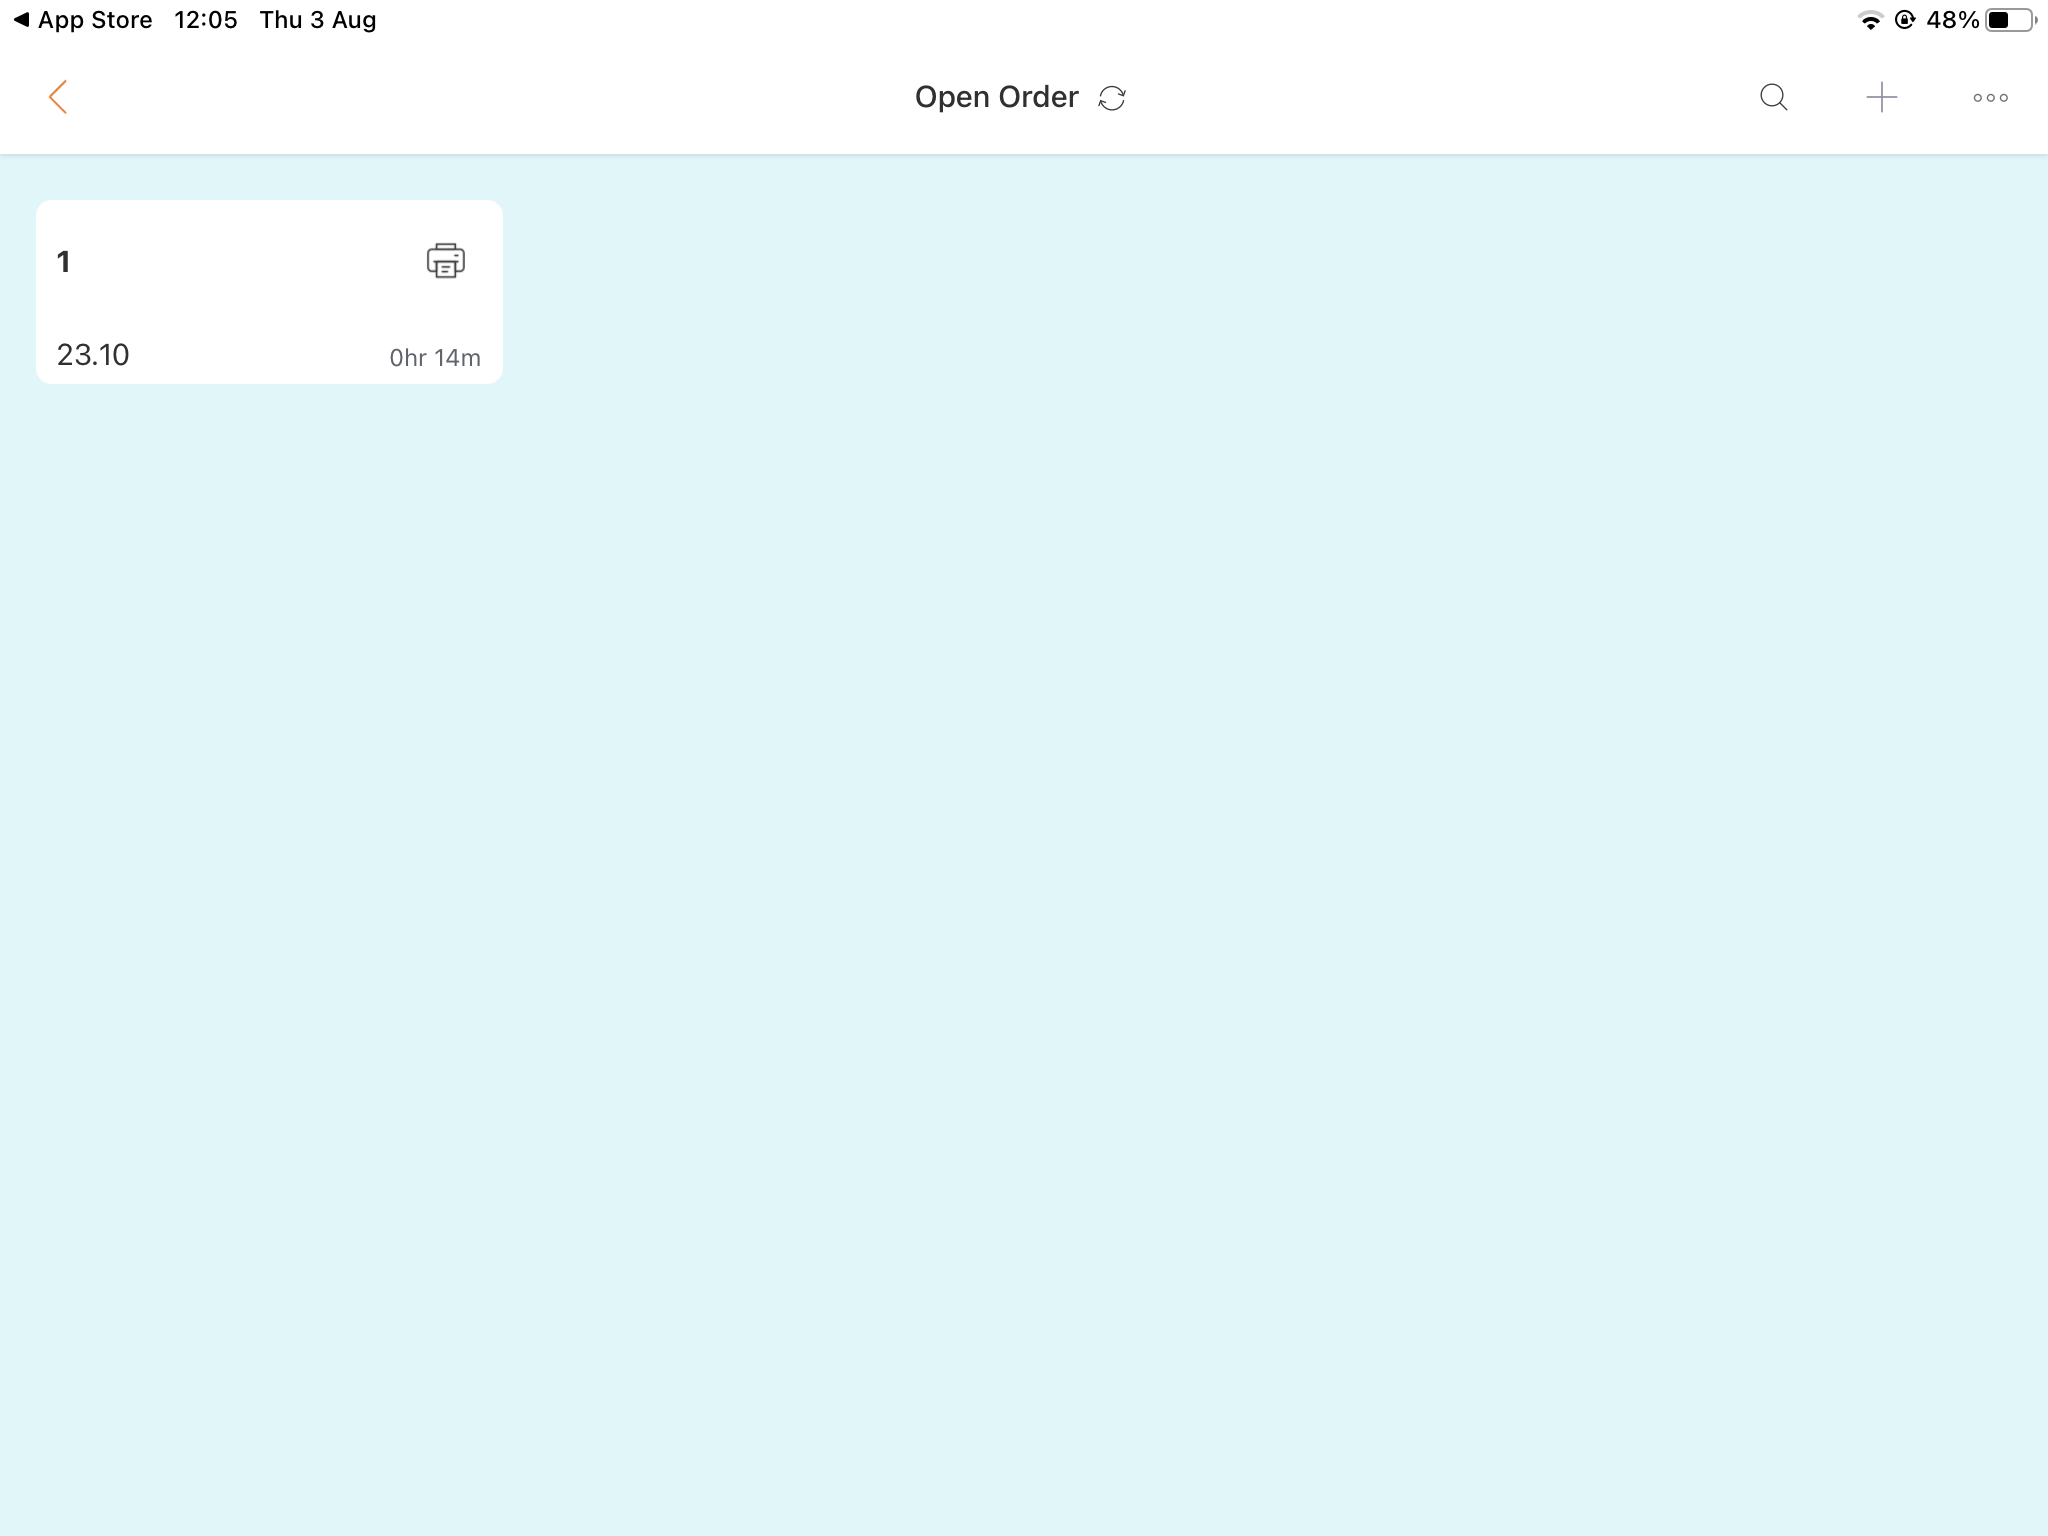 App Store 12:05 Thu 3 Aug 48%
Open Order
1
23.10 0hr 14m